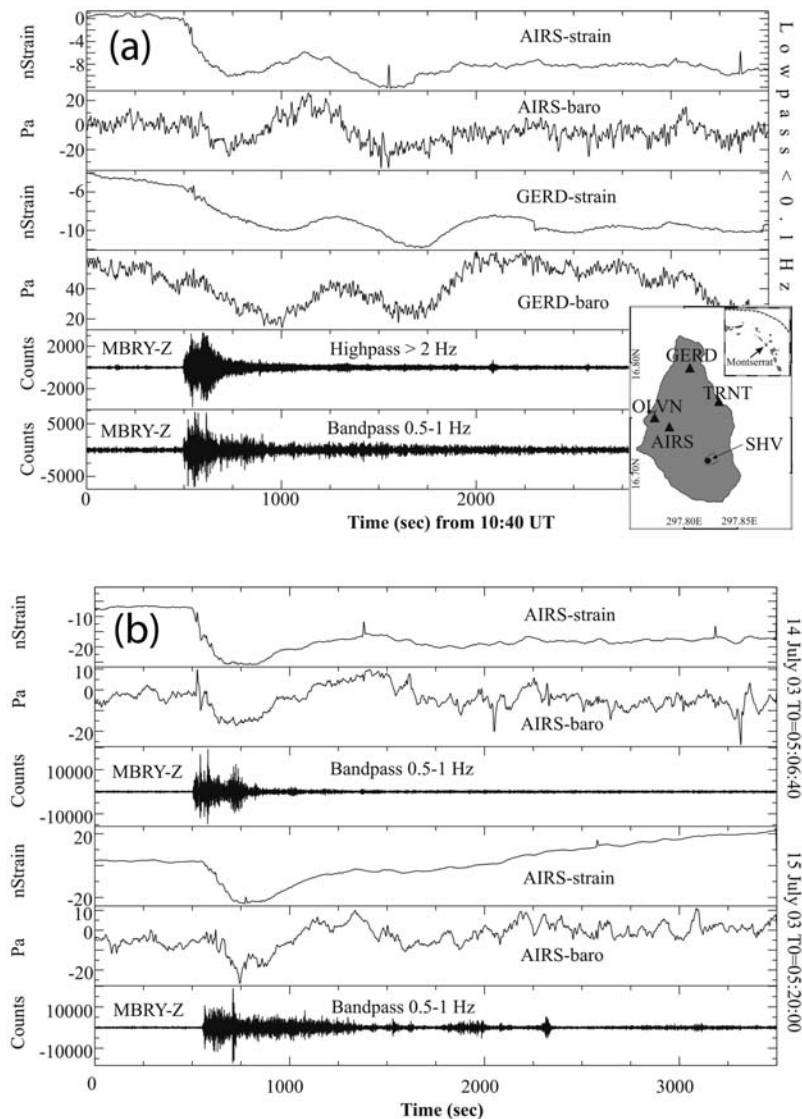 (a)
AIRS-strain
nStrain
0
-4
-8
AIRS-baro
Pa
20
0
-20
GERD-strain
nStrain
-6
-10
GERD-baro
Pa
40
20
Lowpass < 0.1 Hz
MBRY-Z
Highpass > 2 Hz
Counts
2000
0
-2000
MBRY-Z
Bandpass 0.5-1 Hz
Counts
5000
0
-5000
0
1000
2000
Time (sec) from 10:40 UT
Montserrat
GERD
TRNT
OLVN
AIRS
SHV
16.80N
16.70N
297.80E
297.85E
(b)
AIRS-strain
nStrain
-10
-20
AIRS-baro
Pa
10
0
-20
MBRY-Z
Bandpass 0.5-1 Hz
Counts
10000
0
-10000
14 July 03 T0=05:06:40
AIRS-strain
nStrain
20
0
-20
AIRS-baro
Pa
10
0
-20
MBRY-Z
Bandpass 0.5-1 Hz
Counts
10000
0
-10000
15 July 03 T0=05:20:00
0
1000
2000
3000
Time (sec)